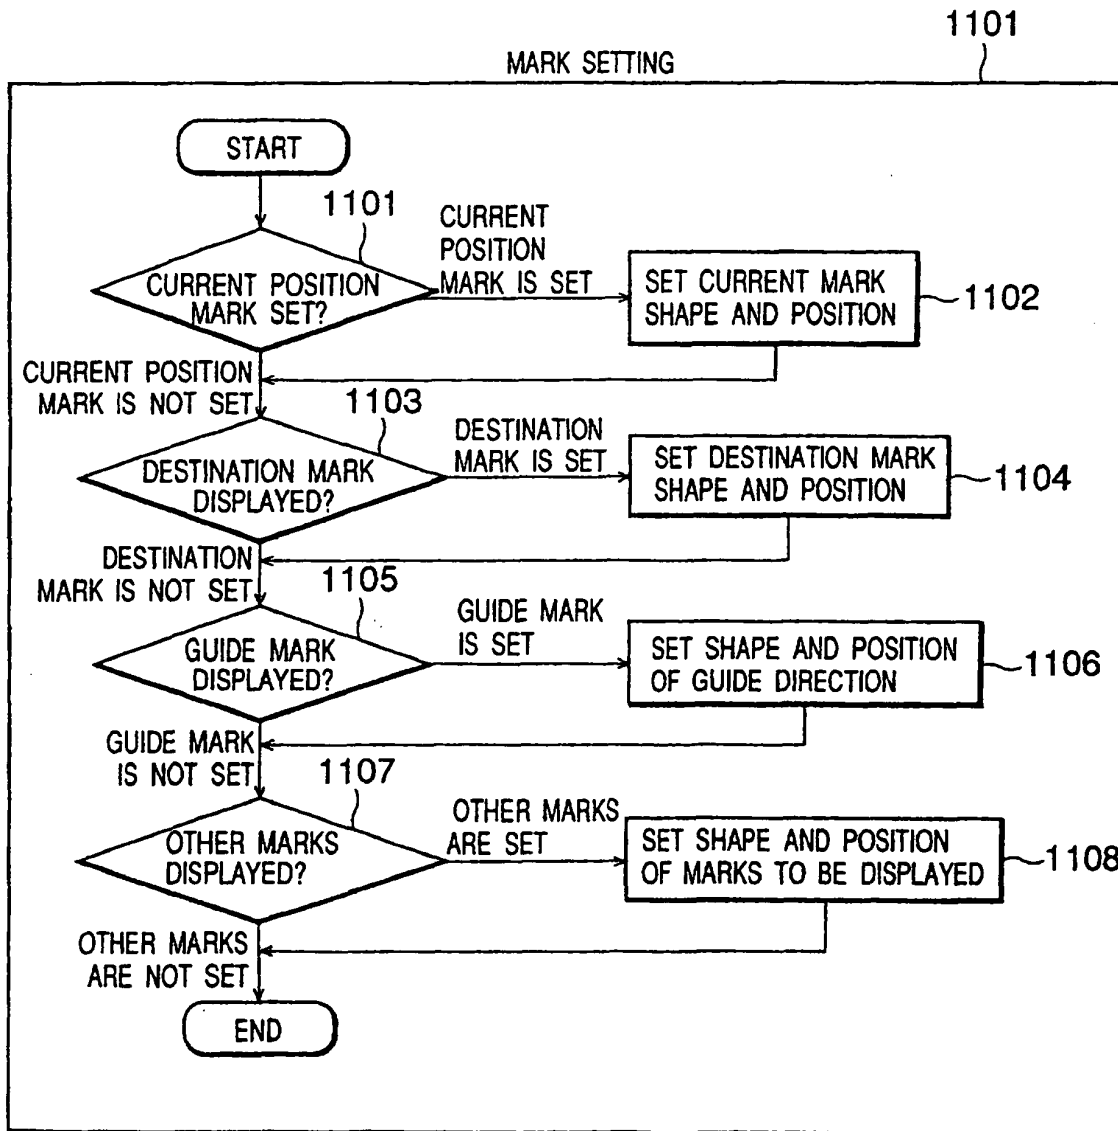 1101
MARK SETTING
START
1101
CURRENT POSITION
MARK SET?
CURRENT
POSITION
MARK IS SET
SET CURRENT MARK
SHAPE AND POSITION
1102
CURRENT POSITION
MARK IS NOT SET
1103
DESTINATION MARK
DISPLAYED?
DESTINATION
MARK IS SET
SET DESTINATION MARK
SHAPE AND POSITION
1104
DESTINATION
MARK IS NOT SET
1105
GUIDE MARK
DISPLAYED?
GUIDE MARK
IS SET
SET SHAPE AND POSITION
OF GUIDE DIRECTION
1106
GUIDE MARK
IS NOT SET
1107
OTHER MARKS
DISPLAYED?
OTHER MARKS
ARE SET
SET SHAPE AND POSITION
OF MARKS TO BE DISPLAYED
1108
OTHER MARKS
ARE NOT SET
END